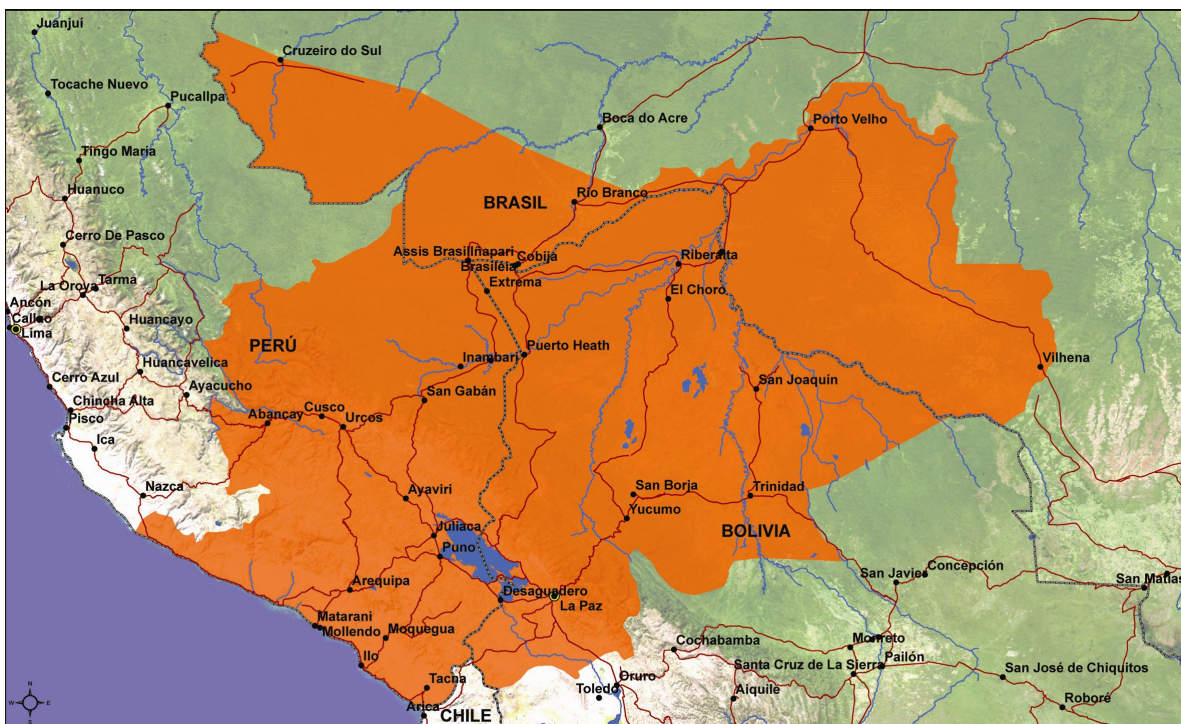 Juanjuí
Cruzeiro do Sul
Tocache Nuevo
Pucallpa
Boca do Acre
Porto Velho
Tingo Maria
Huanuco
BRASIL
Río Branco
Cerro De Pasco
Assis Brasil
Iñapari
Cobija
Brasiléia
Riberalta
Extrema
La Oroya
Tarma
El Choro
Ancón
Callao
Lima
Huancayo
PERÚ
Puerto Heath
Huancavelica
Inambari
Vilhena
Cerro Azul
Ayacucho
San Gabán
San Joaquín
Chincha Alta
Pisco
Abancay
Cusco
Urcos
Ica
Nazca
Ayaviri
San Borja
Trinidad
Yucumo
BOLIVIA
Juliaca
Puno
Arequipa
Desaguadero
La Paz
San Javier
Concepción
San Matias
Matarani
Mollendo
Moquegua
Ilo
Cochabamba
Montero
Santa Cruz de La Sierra
Pailón
San José de Chiquitos
Tacna
Toledo
Oruro
Aiquile
Roboré
Arica
CHILE
N
W
E
S